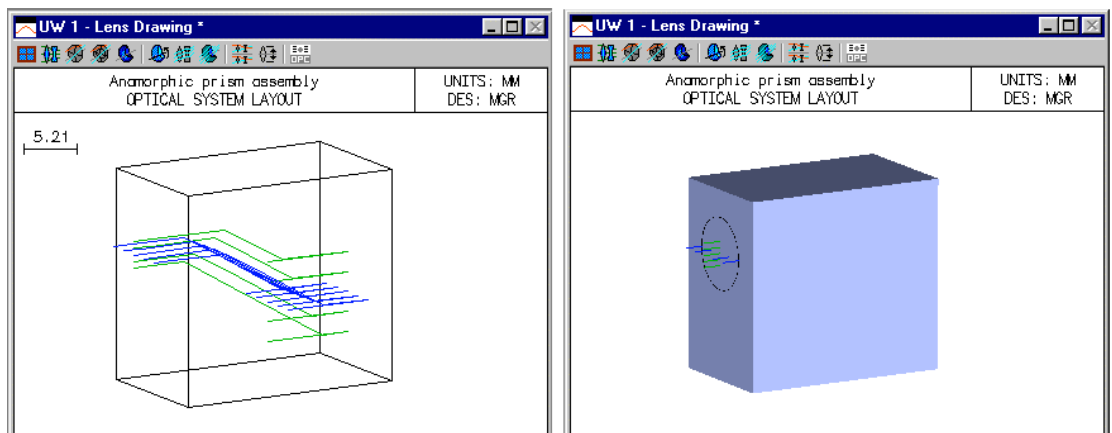 UW 1 - Lens Drawing *
Anamorphic prism assembly
OPTICAL SYSTEM LAYOUT
UNITS: MM
DES: MGR
5.21
UW 1 - Lens Drawing *
Anamorphic prism assembly
OPTICAL SYSTEM LAYOUT
UNITS: MM
DES: MGR